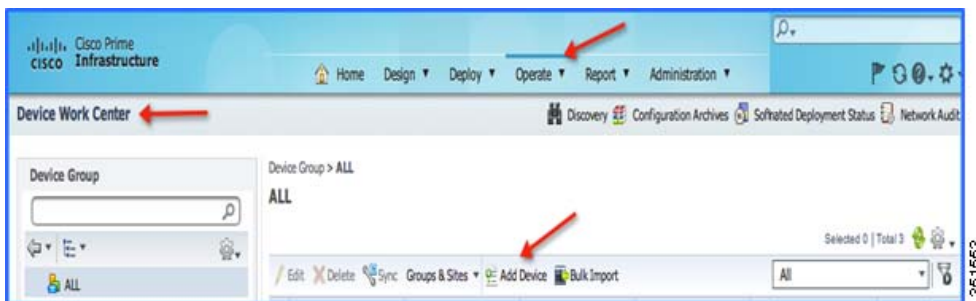 Cisco Prime
CISCO Infrastructure
Home Design Deploy Operate Report Administration
Device Work Center
Discovery Configuration Archives Softrated Deployment Status Network Audit
Device Group
Device Group > ALL
ALL
Selected 0 | Total 3
Edit Delete Sync Groups & Sites Add Device Bulk Import
All
ALL
351553